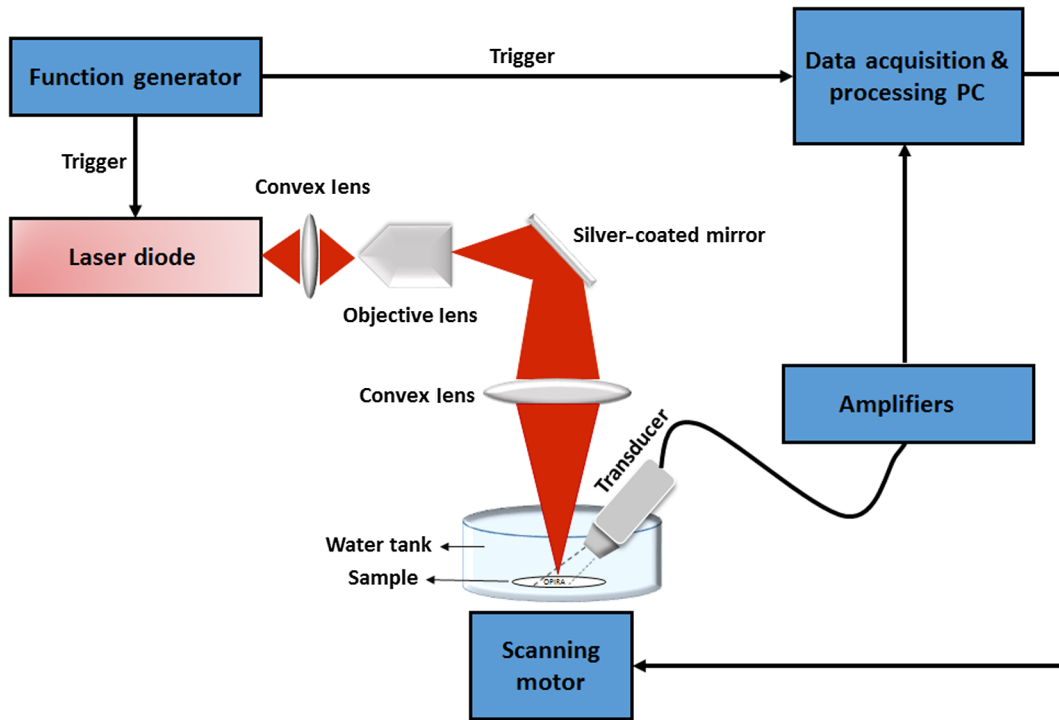 Function generator
Trigger
Data acquisition &
processing PC
Trigger
Convex lens
Laser diode
Silver-coated mirror
Objective lens
Convex lens
Amplifiers
Transducer
Water tank
Sample
OPIRA
Scanning
motor